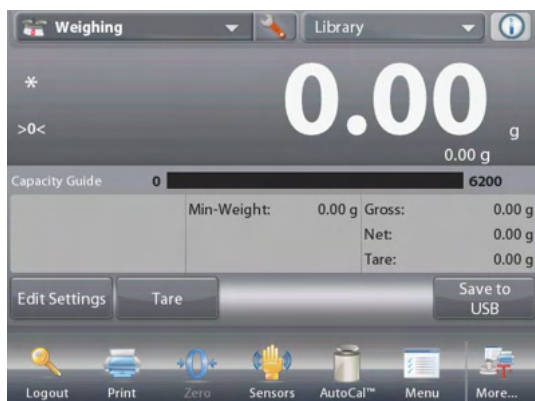 Weighing
Library
*
0.00
>0<
g
0.00 g
Capacity Guide 0 6200
Min-Weight: 0.00 g Gross: 0.00 g
Net: 0.00 g
Tare: 0.00 g
Edit Settings Tare Save to
USB
Logout Print Zero Sensors AutoCal™ Menu More...